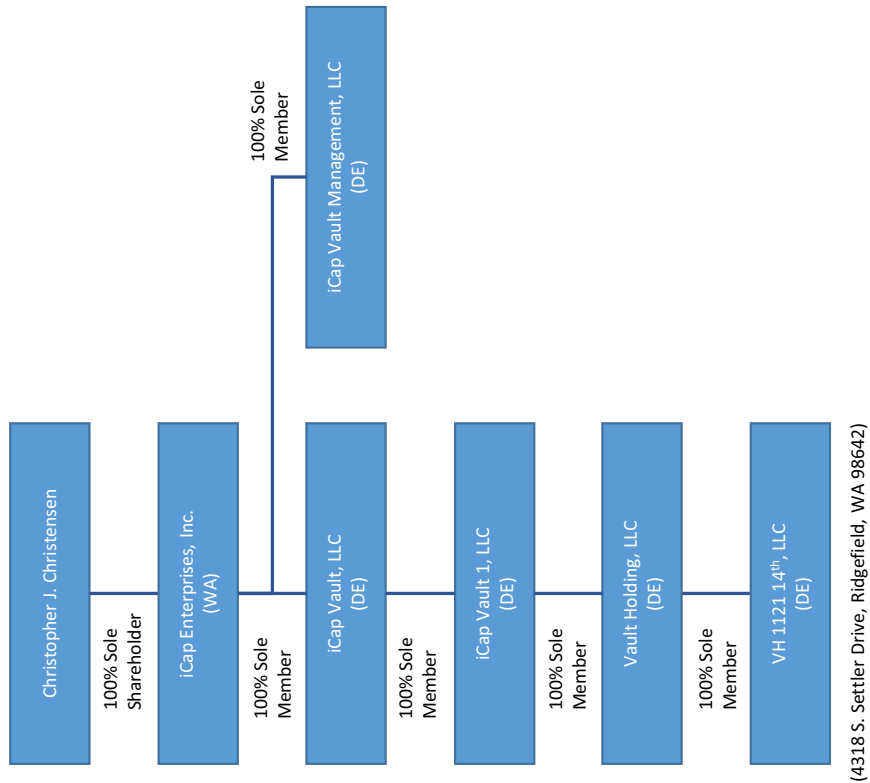 Christopher J. Christensen
100% Sole
Shareholder
iCap Enterprises, Inc.
(WA)
100% Sole
Member
100% Sole
Member
iCap Vault, LLC
(DE)
iCap Vault Management, LLC
(DE)
100% Sole
Member
iCap Vault 1, LLC
(DE)
100% Sole
Member
Vault Holding, LLC
(DE)
100% Sole
Member
VH 1121 14th, LLC
(DE)
(4318 S. Settler Drive, Ridgefield, WA 98642)